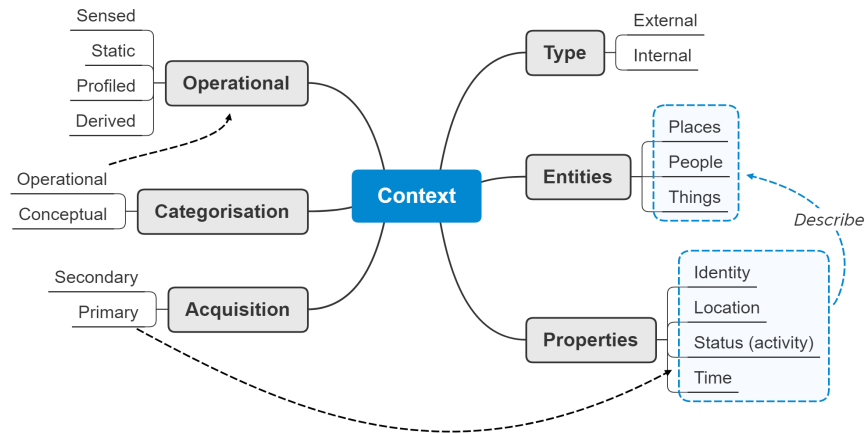 Sensed
Static
Profiled
Derived
Operational
Operational
Conceptual
Categorisation
Secondary
Primary
Acquisition
Context
Type
External
Internal
Entities
Places
People
Things
Describe
Properties
Identity
Location
Status (activity)
Time